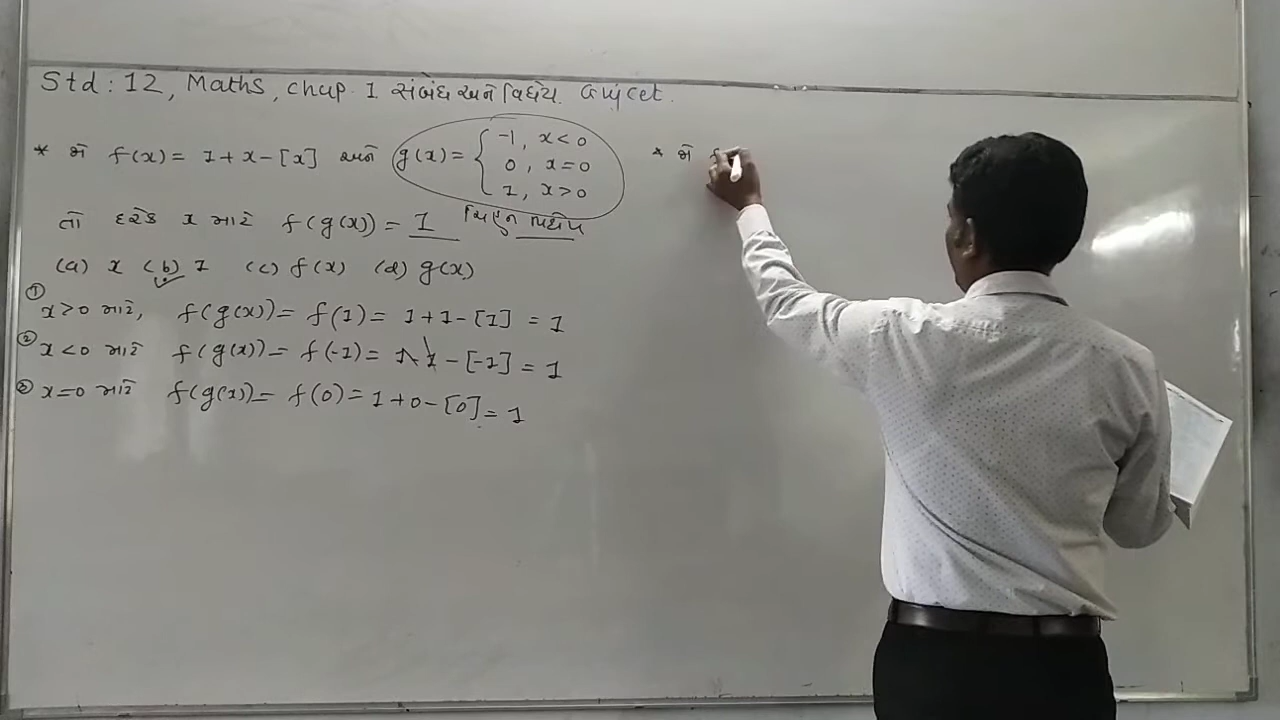 Std : 12, Maths, chap. 1 સંબંધ અને વિધેય. Gujcet.
* જો f(x) = 1 + x - [x] અને g(x) = { -1, x < 0
0, x = 0
1, x > 0
તો દરેક x માટે f(g(x)) = 1 ચિહ્ન વિધેય
(a) x (b) 1 (c) f(x) (d) g(x)
① x > 0 માટે, f(g(x)) = f(1) = 1 + 1 - [1] = 1
② x < 0 માટે f(g(x)) = f(-1) = 1 - 1 - [-1] = 1
③ x = 0 માટે f(g(x)) = f(0) = 1 + 0 - [0] = 1
* જો